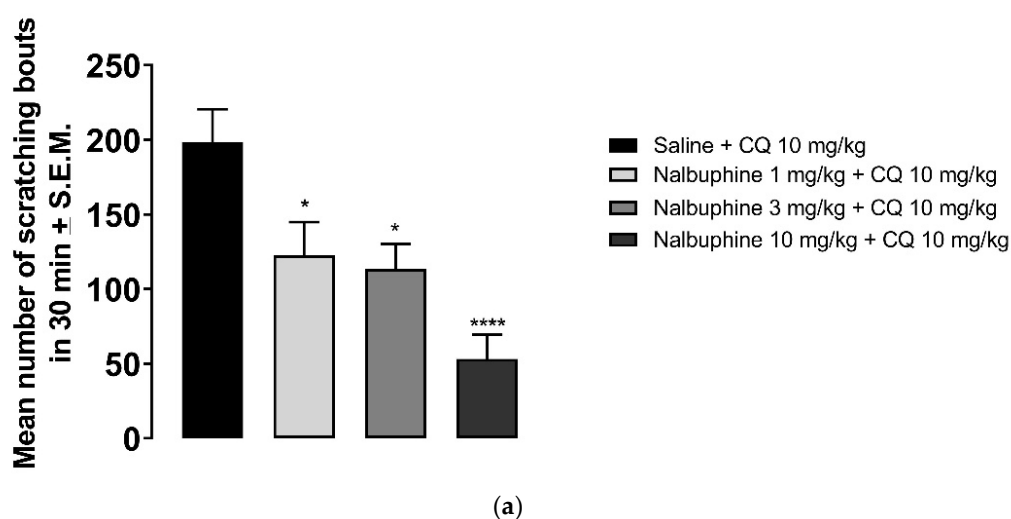 Mean number of scratching bouts
in 30 min ± S.E.M.
250
200
150
100
50
0
*
*
****
Saline + CQ 10 mg/kg
Nalbuphine 1 mg/kg + CQ 10 mg/kg
Nalbuphine 3 mg/kg + CQ 10 mg/kg
Nalbuphine 10 mg/kg + CQ 10 mg/kg
(a)